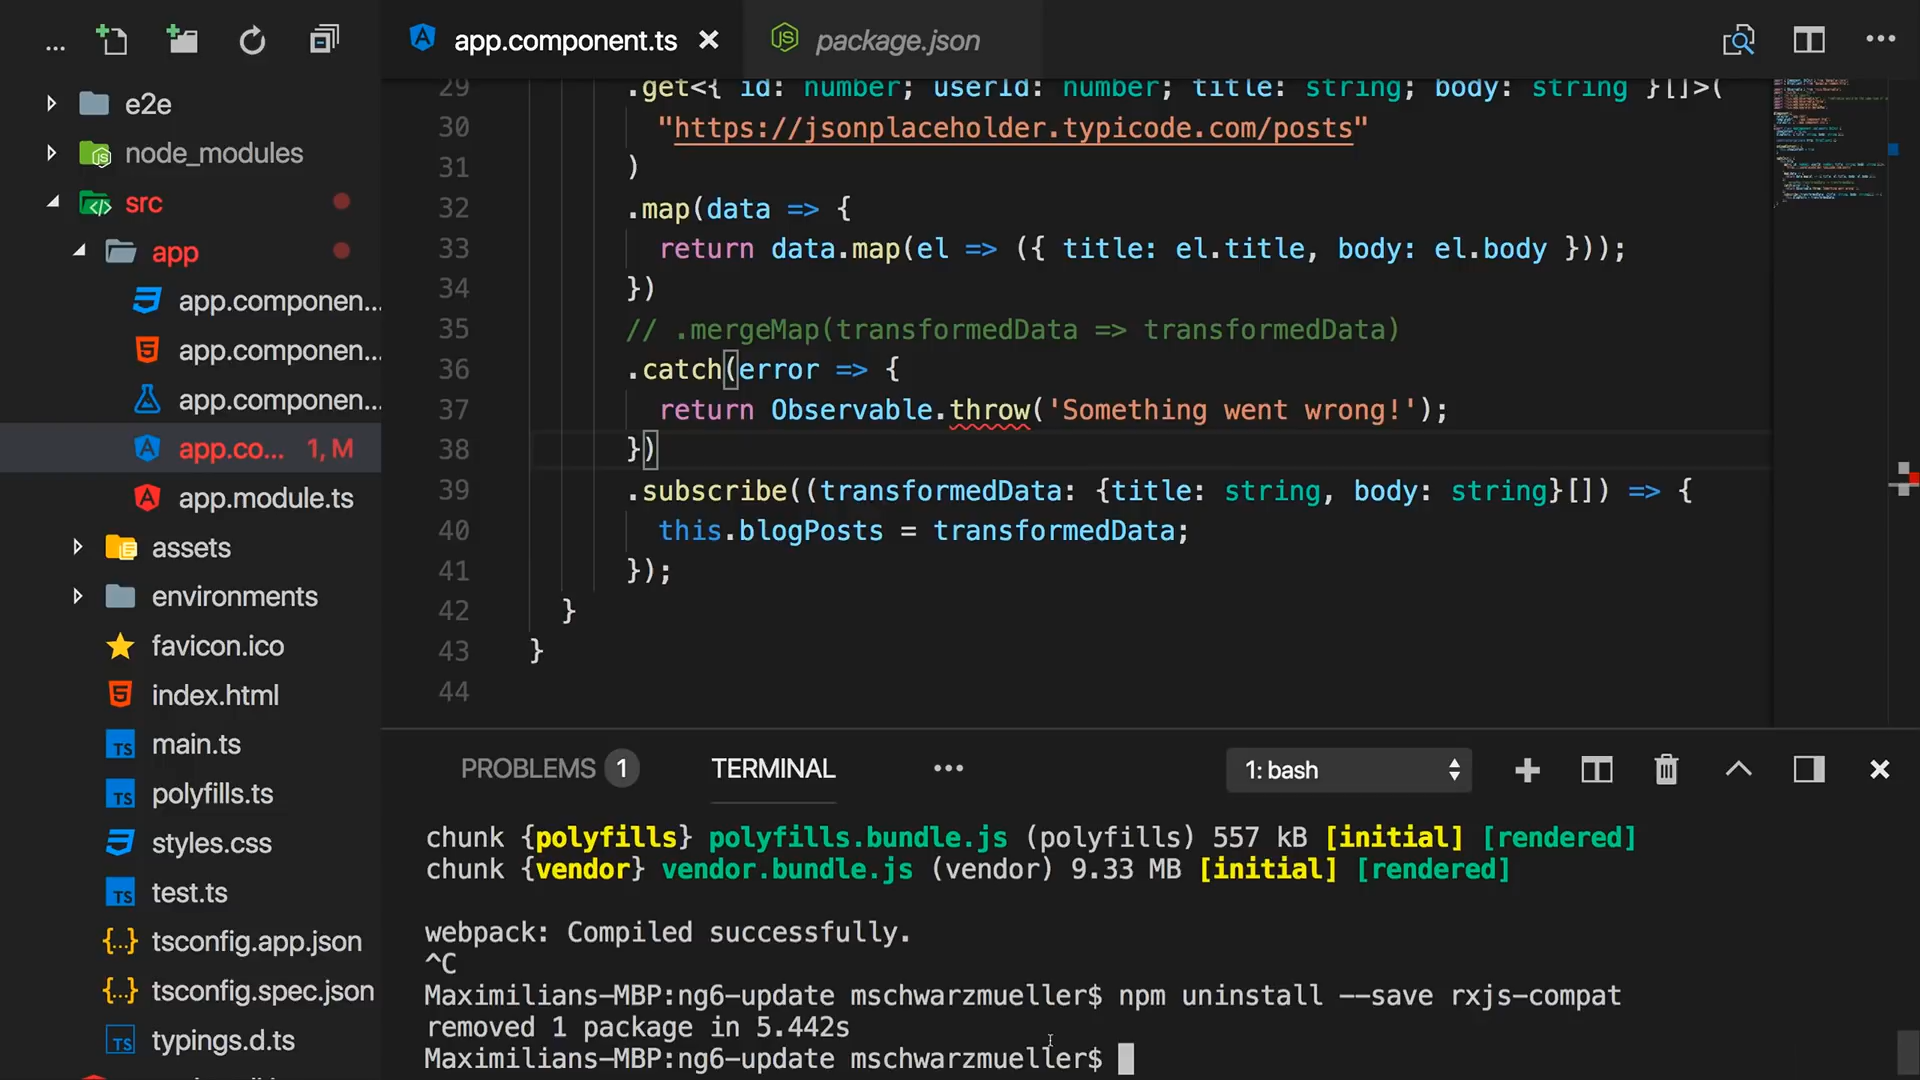 ...
app.component.ts
package.json
e2e
node_modules
src
app
app.componen...
app.componen...
app.componen...
app.co... 1, M
app.module.ts
assets
environments
favicon.ico
index.html
main.ts
polyfills.ts
styles.css
test.ts
tsconfig.app.json
tsconfig.spec.json
typings.d.ts
29 .get<{ id: number; userId: number; title: string; body: string }[]>(
30 "https://jsonplaceholder.typicode.com/posts"
31 )
32 .map(data => {
33 return data.map(el => ({ title: el.title, body: el.body }));
34 })
35 // .mergeMap(transformedData => transformedData)
36 .catch(error => {
37 return Observable.throw('Something went wrong!');
38 })
39 .subscribe((transformedData: {title: string, body: string}[]) => {
40 this.blogPosts = transformedData;
41 });
42 }
43 }
44
PROBLEMS 1 TERMINAL ... 1: bash
chunk {polyfills} polyfills.bundle.js (polyfills) 557 kB [initial] [rendered]
chunk {vendor} vendor.bundle.js (vendor) 9.33 MB [initial] [rendered]
webpack: Compiled successfully.
^C
Maximilians-MBP:ng6-update mschwarzmueller$ npm uninstall --save rxjs-compat
removed 1 package in 5.442s
Maximilians-MBP:ng6-update mschwarzmueller$